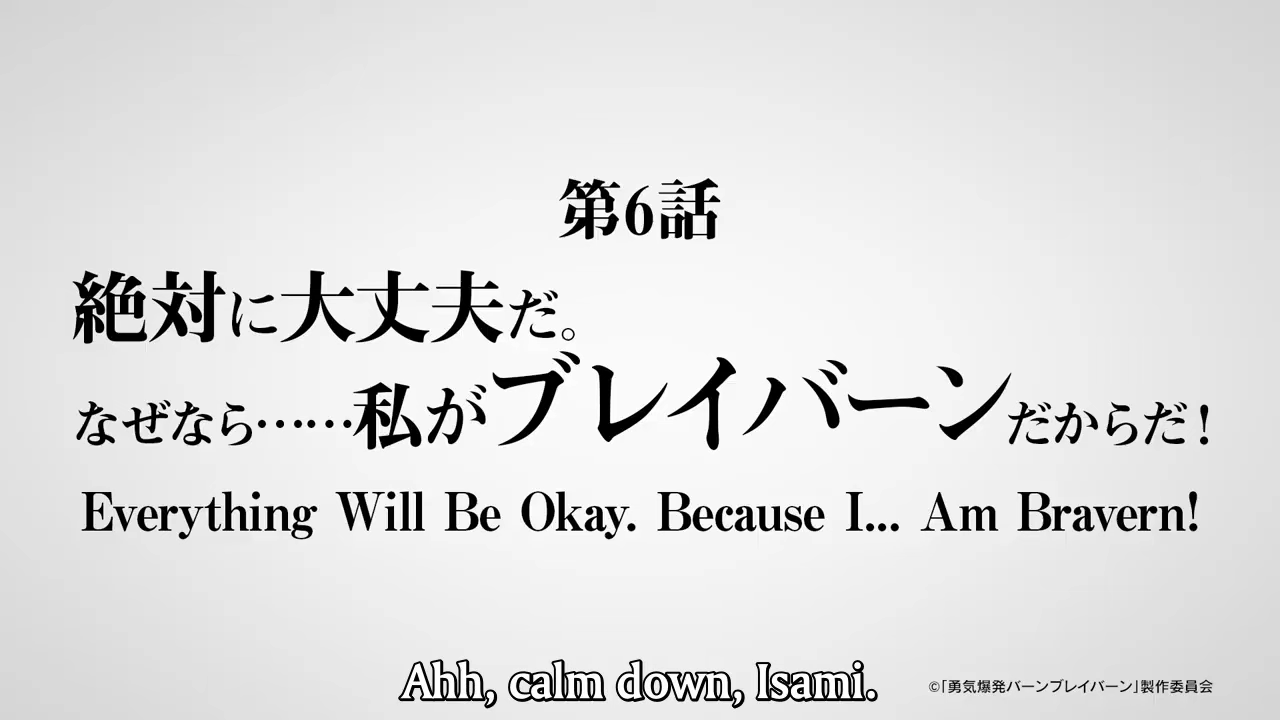 第6話
絶対に大丈夫だ。
なぜなら……私がブレイバーンだからだ!
Everything Will Be Okay. Because I... Am Bravern!
Ahh, calm down, Isami.
©「勇気爆発バーンブレイバーン」製作委員会